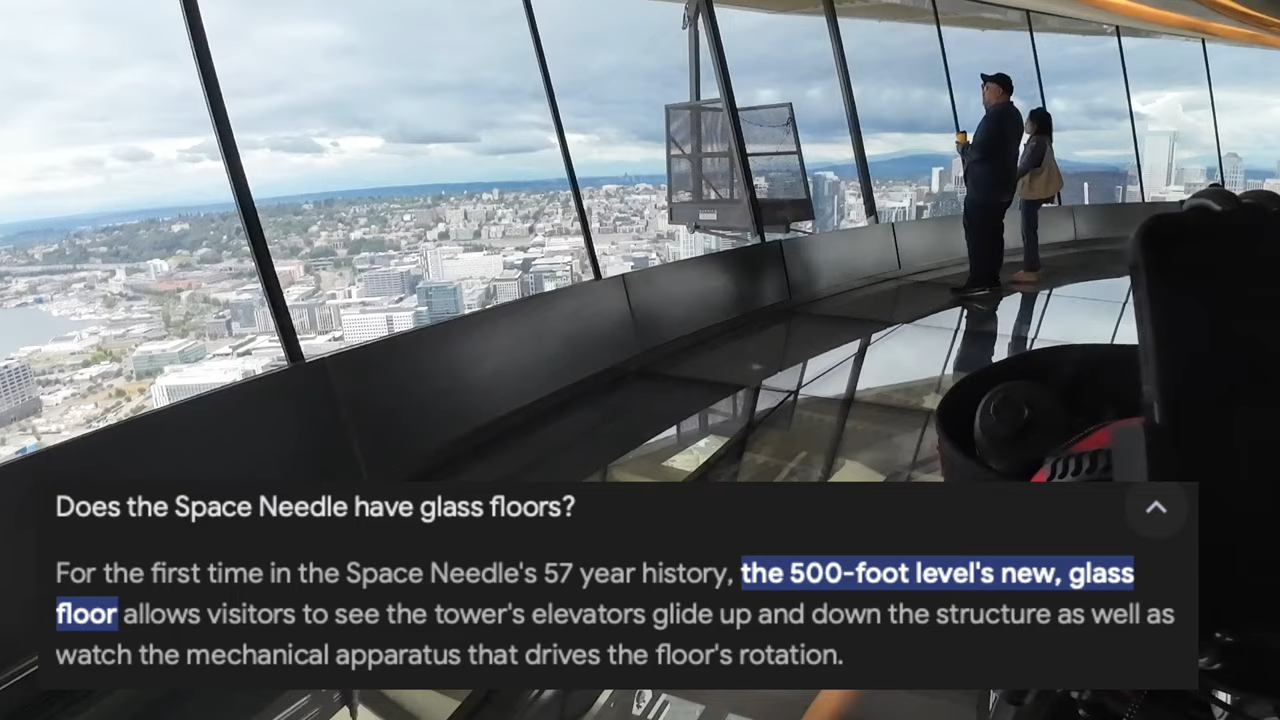 Does the Space Needle have glass floors?
For the first time in the Space Needle's 57 year history, the 500-foot level's new, glass
floor allows visitors to see the tower's elevators glide up and down the structure as well as
watch the mechanical apparatus that drives the floor's rotation.